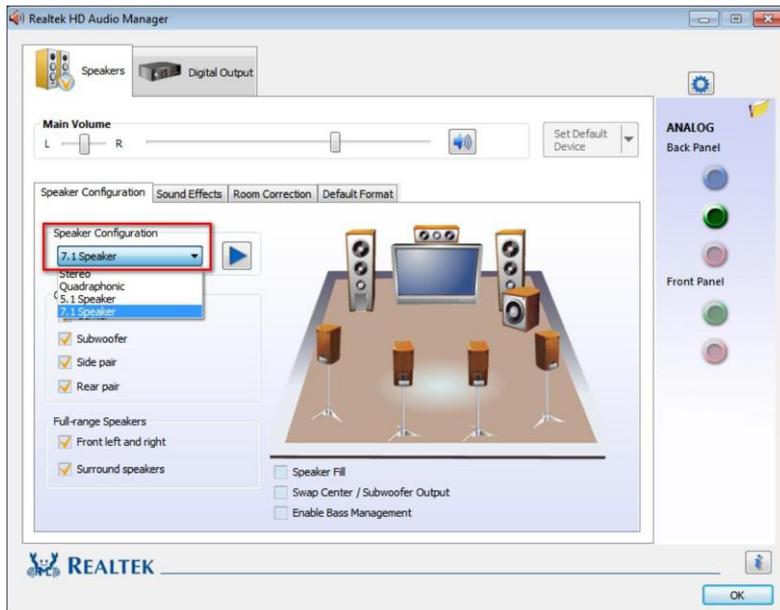 Realtek HD Audio Manager
Speakers
Digital Output
Main Volume
L
R
Set Default
Device
ANALOG
Back Panel
Speaker Configuration
Sound Effects
Room Correction
Default Format
Speaker Configuration
7.1 Speaker
Stereo
Quadraphonic
5.1 Speaker
7.1 Speaker
Subwoofer
Side pair
Rear pair
Full-range Speakers
Front left and right
Surround speakers
Speaker Fill
Swap Center / Subwoofer Output
Enable Bass Management
Front Panel
REALTEK
OK